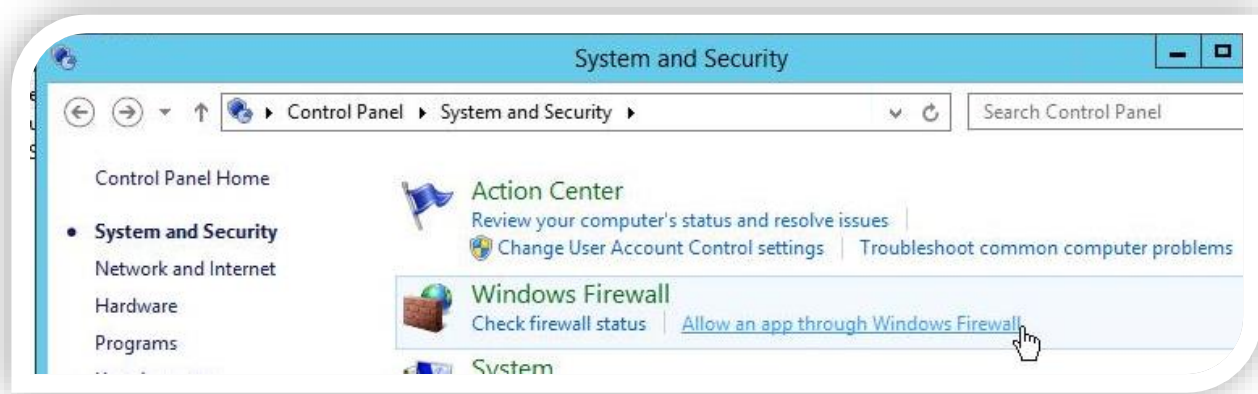 System and Security
Control Panel System and Security
Search Control Panel
Control Panel Home
System and Security
Network and Internet
Hardware
Programs
Action Center
Review your computer's status and resolve issues
Change User Account Control settings Troubleshoot common computer problems
Windows Firewall
Check firewall status Allow an app through Windows Firewall
System